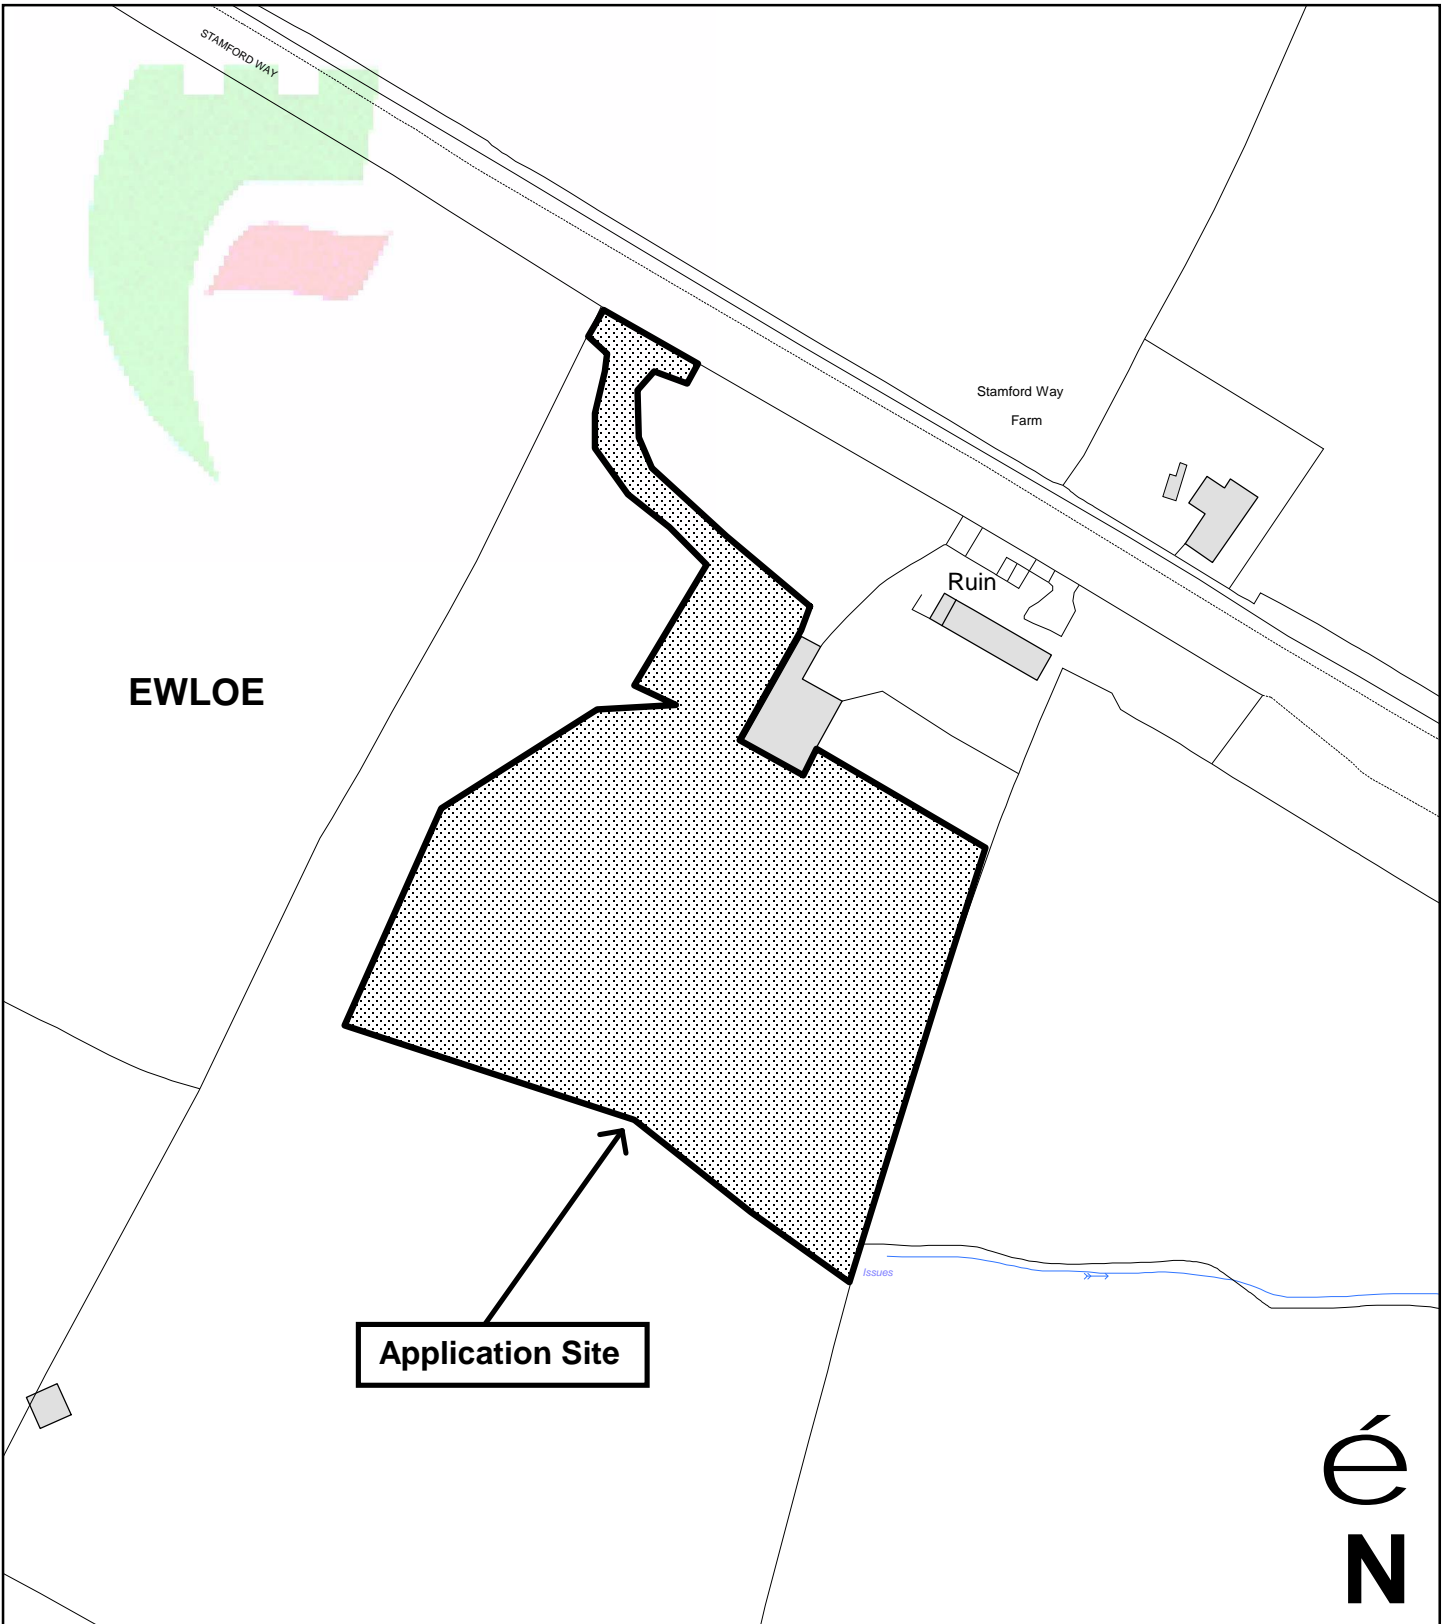 STAMFORD WAY
Stamford Way
Farm
Ruin
EWLOE
Issues
Application Site
é
N